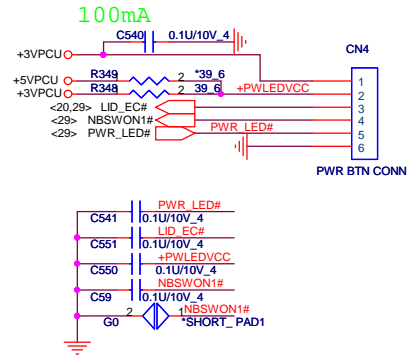 100mA
C540 0.1U/10V_4
CN4
+3VPCU
+5VPCU R349 1 2 *39_6
+3VPCU R348 1 2 39_6 +PWLEDVCC
<20,29> LID_EC#
<29> NBSWON1#
<29> PWR_LED# PWR_LED#
1
2
3
4
5
6
PWR BTN CONN
PWR_LED#
C541 0.1U/10V_4
LID_EC#
C551 0.1U/10V_4
+PWLEDVCC
C550 0.1U/10V_4
NBSWON1#
C59 0.1U/10V_4
G0 2 1 NBSWON1#
*SHORT_ PAD1